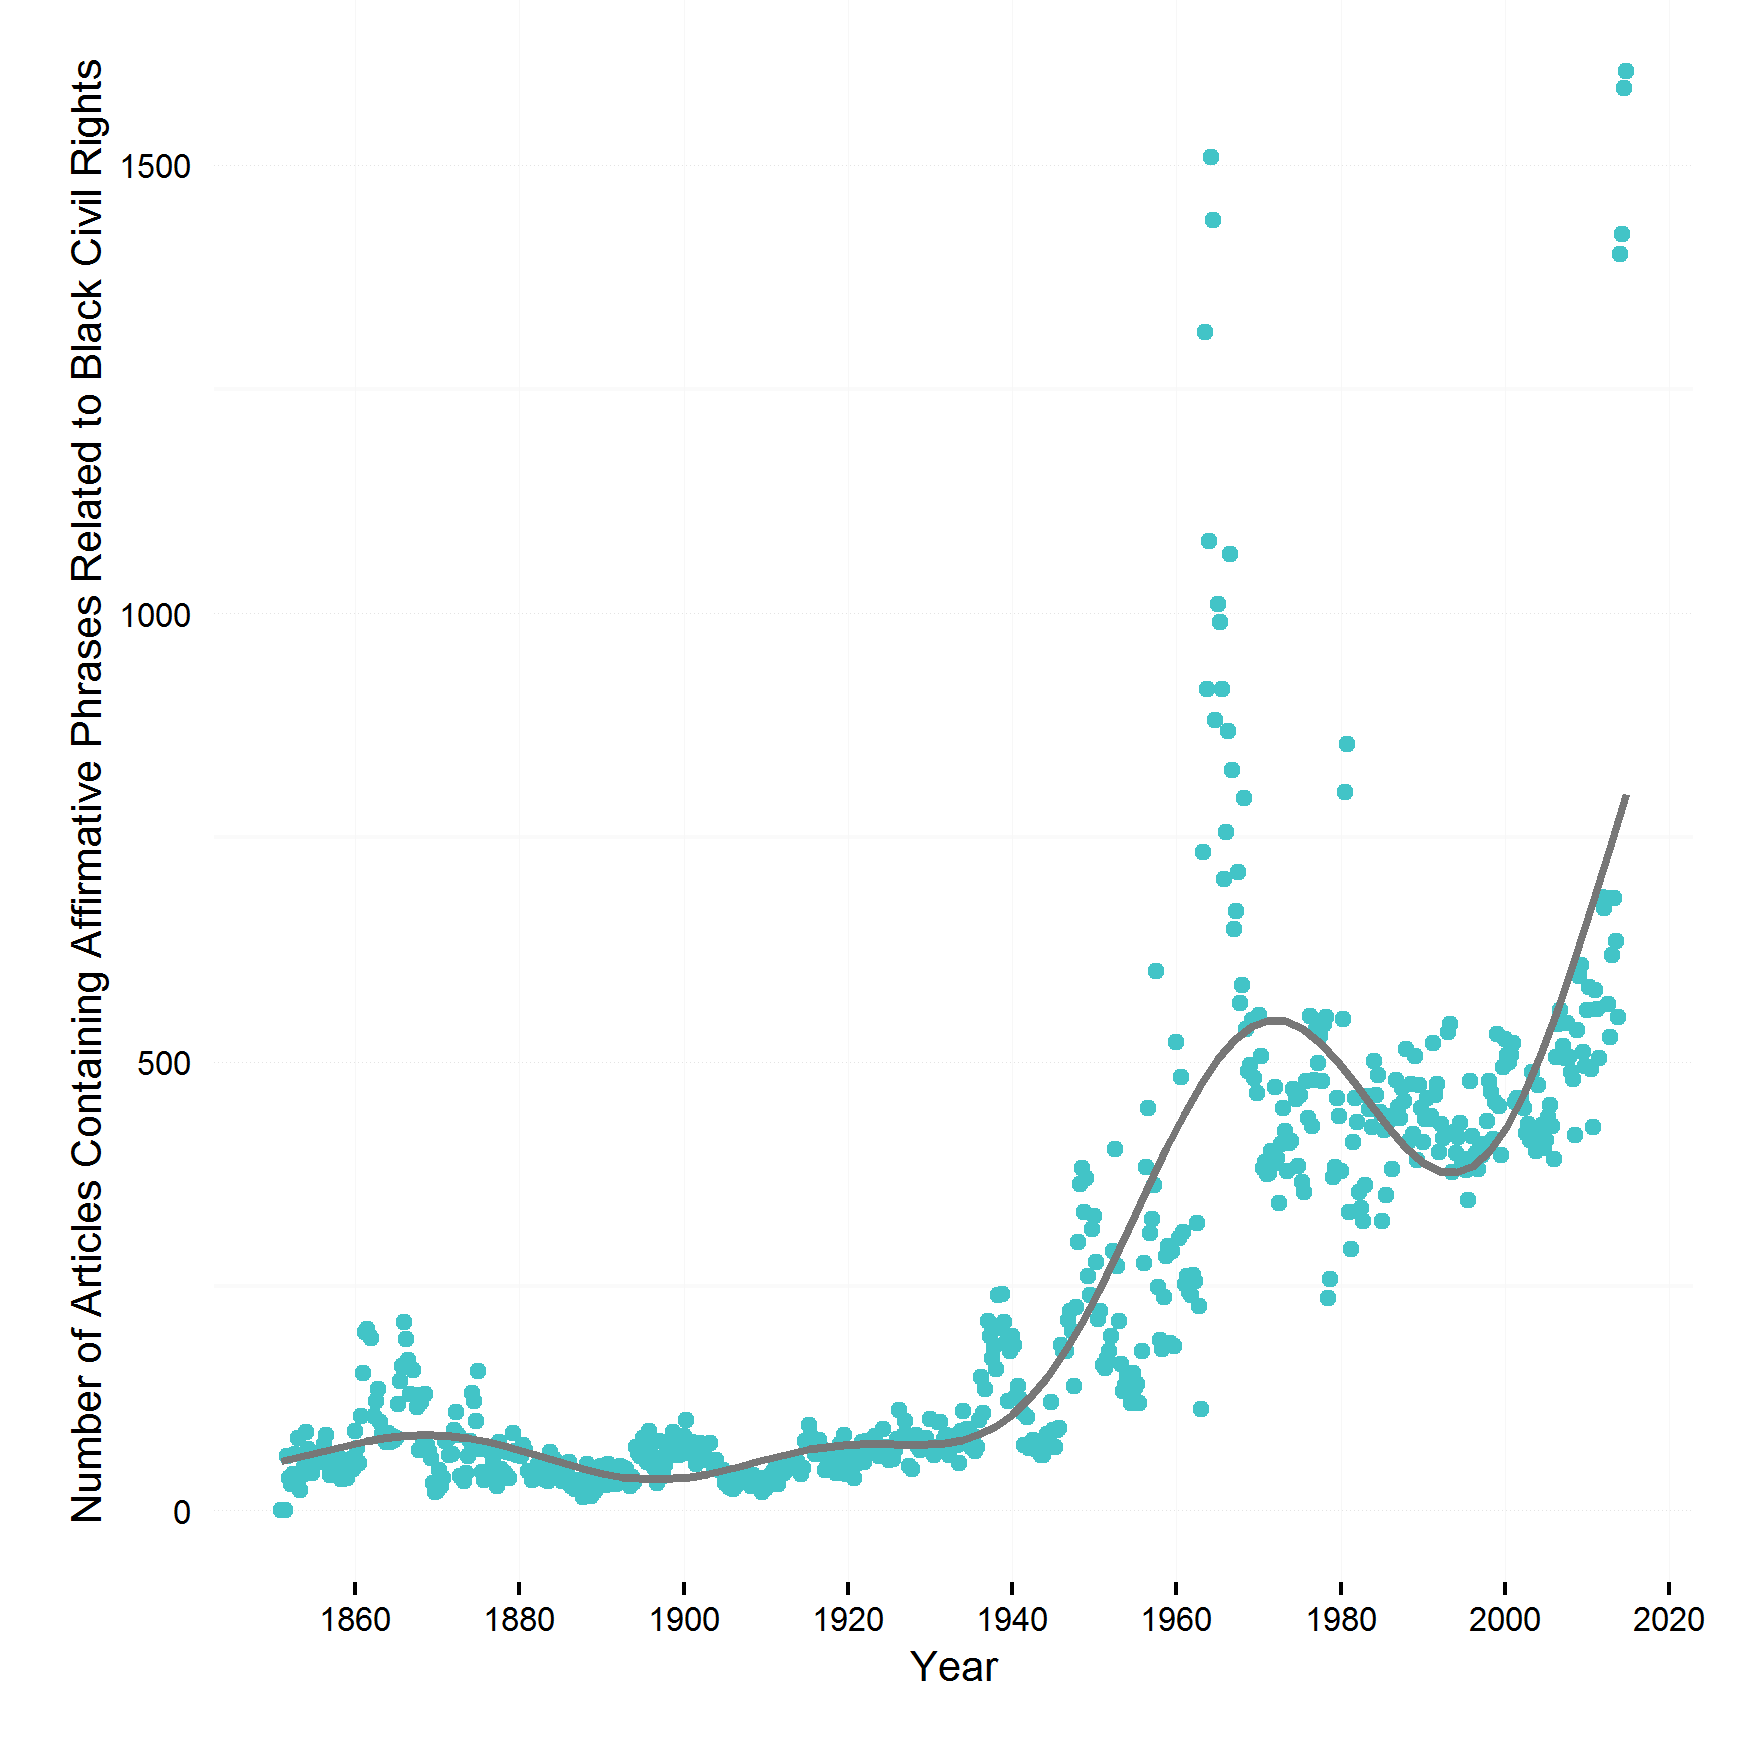 Number of Articles Containing Affirmative Phrases Related to Black Civil Rights
1500
1000
500
0
1860 1880 1900 1920 1940 1960 1980 2000 2020
Year